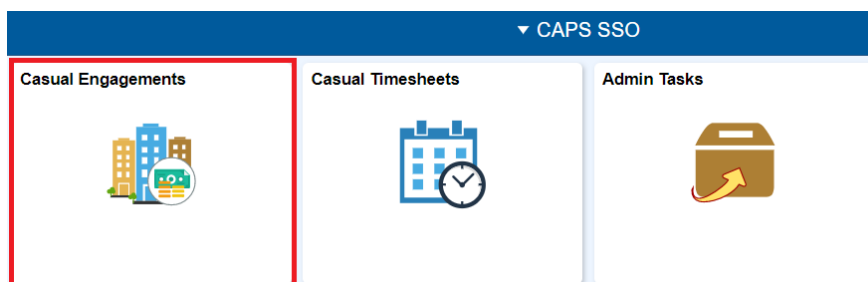 ▼ CAPS SSO
Casual Engagements
Casual Timesheets
Admin Tasks